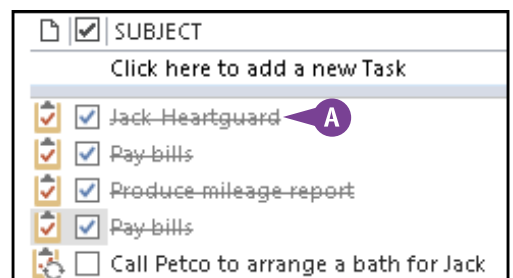 SUBJECT
Click here to add a new Task
Jack Heartguard A
Pay bills
Produce mileage report
Pay bills
Call Petco to arrange a bath for Jack